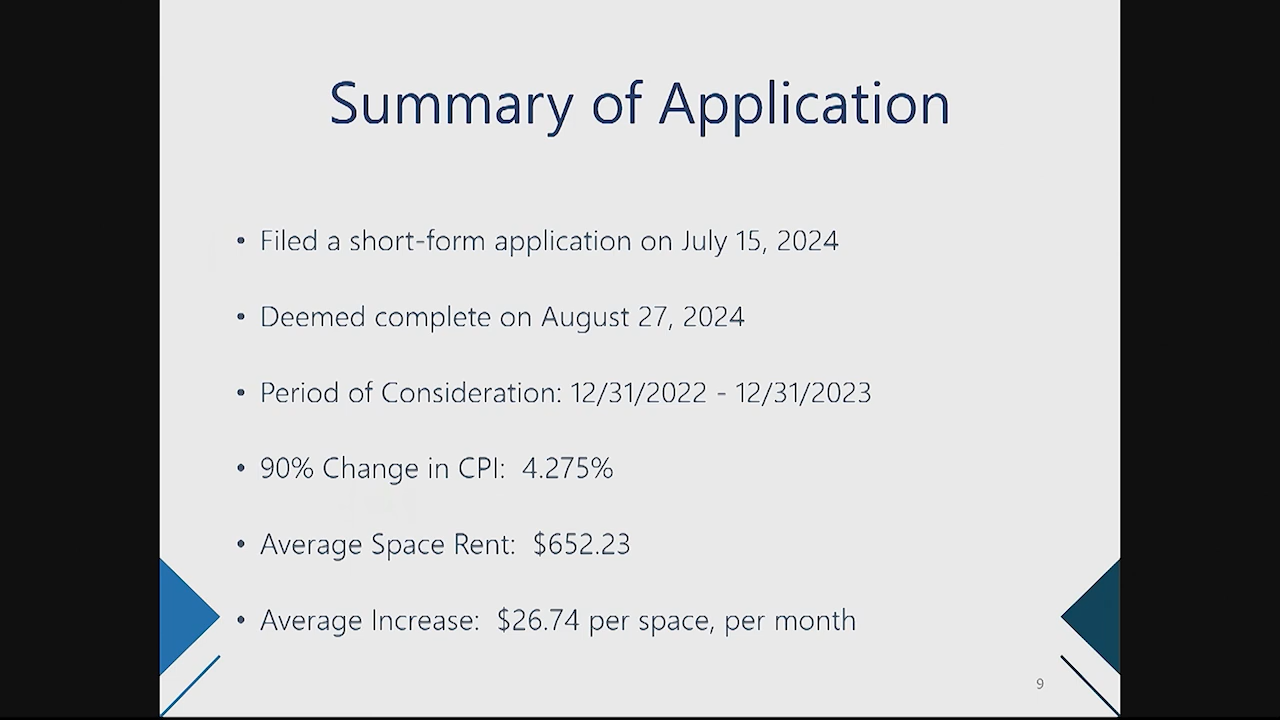 Summary of Application
• Filed a short-form application on July 15, 2024
• Deemed complete on August 27, 2024
• Period of Consideration: 12/31/2022 - 12/31/2023
• 90% Change in CPI:  4.275%
• Average Space Rent:  $652.23
• Average Increase:  $26.74 per space, per month
9